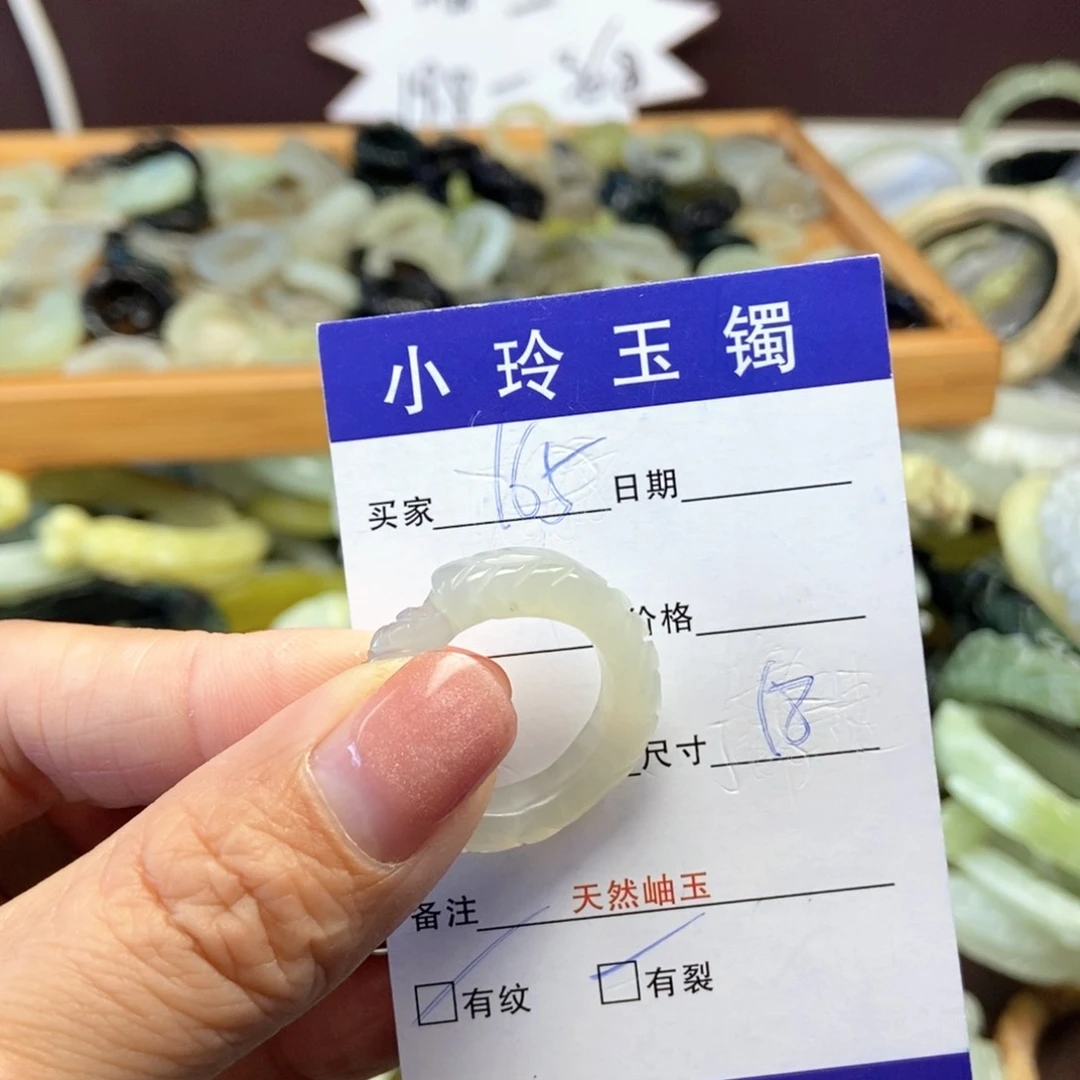 小玲玉镯
买家 165 日期
价格
尺寸 18
备注 天然岫玉
有纹 有裂